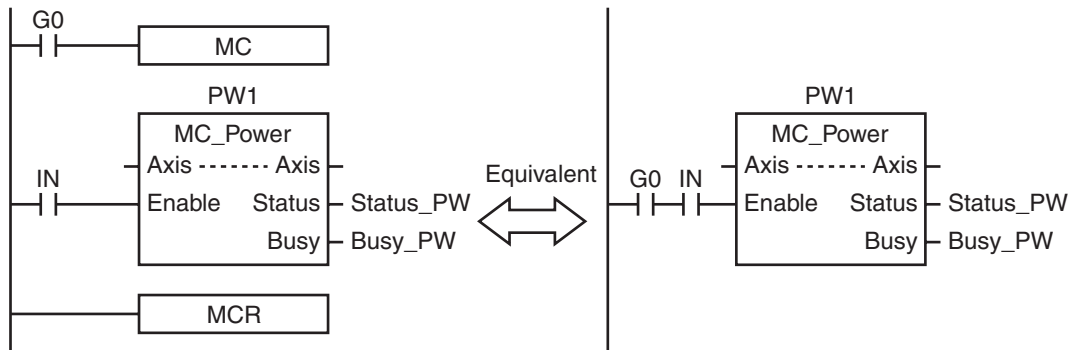 G0
MC
PW1
MC_Power
Axis Axis
IN
Enable Status Status_PW
Busy Busy_PW
MCR
Equivalent
PW1
MC_Power
Axis Axis
G0 IN
Enable Status Status_PW
Busy Busy_PW